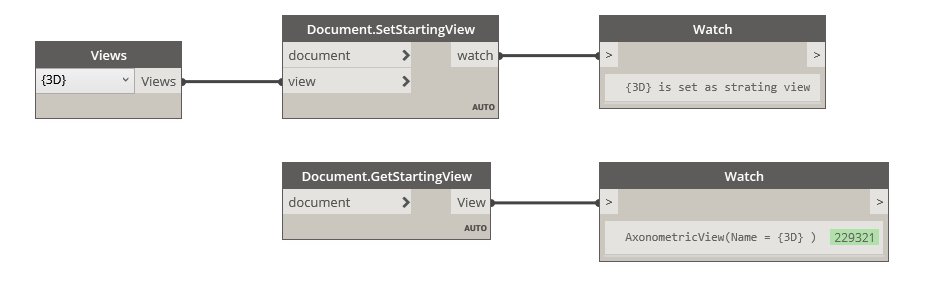 Views
{3D}
Views
Document.SetStartingView
document > watch
view >
AUTO
Watch
> >
{3D} is set as strating view
Document.GetStartingView
document > View
AUTO
Watch
> >
AxonometricView(Name = {3D} ) 229321